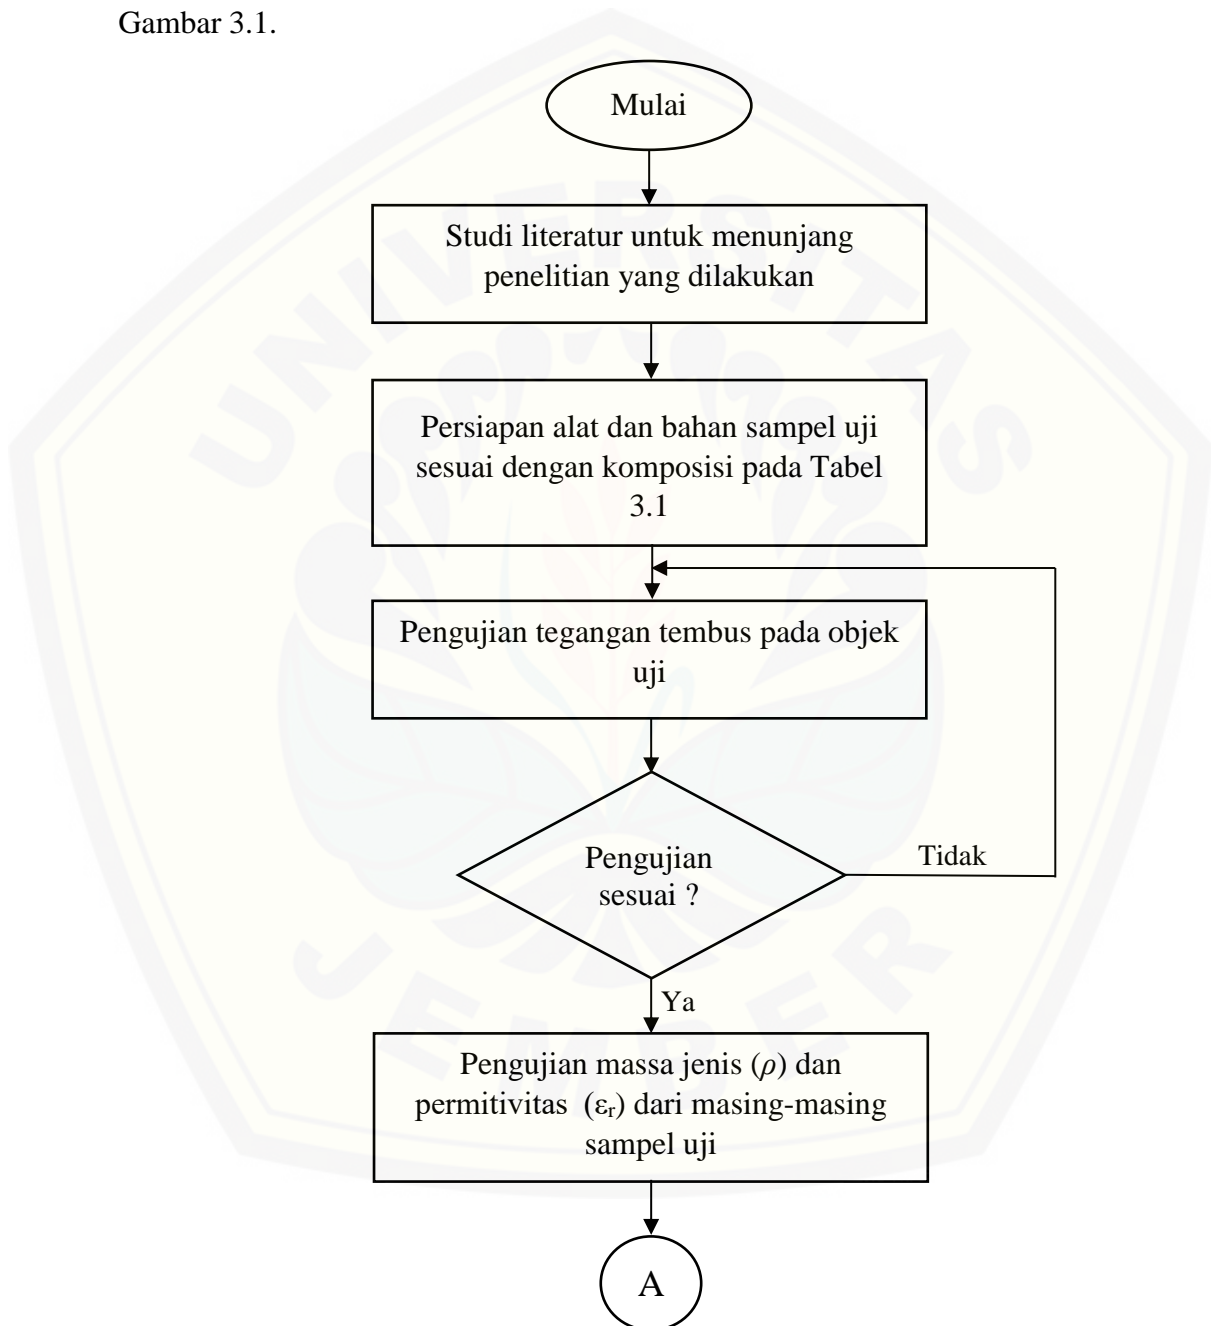 Gambar 3.1.
Mulai
Studi literatur untuk menunjang
penelitian yang dilakukan
Persiapan alat dan bahan sampel uji
sesuai dengan komposisi pada Tabel
3.1
Pengujian tegangan tembus pada objek
uji
Pengujian
sesuai ?
Tidak
Ya
Pengujian massa jenis (ρ) dan
permitivitas (εᵣ) dari masing-masing
sampel uji
A
UNIVERSITAS
JEMBER